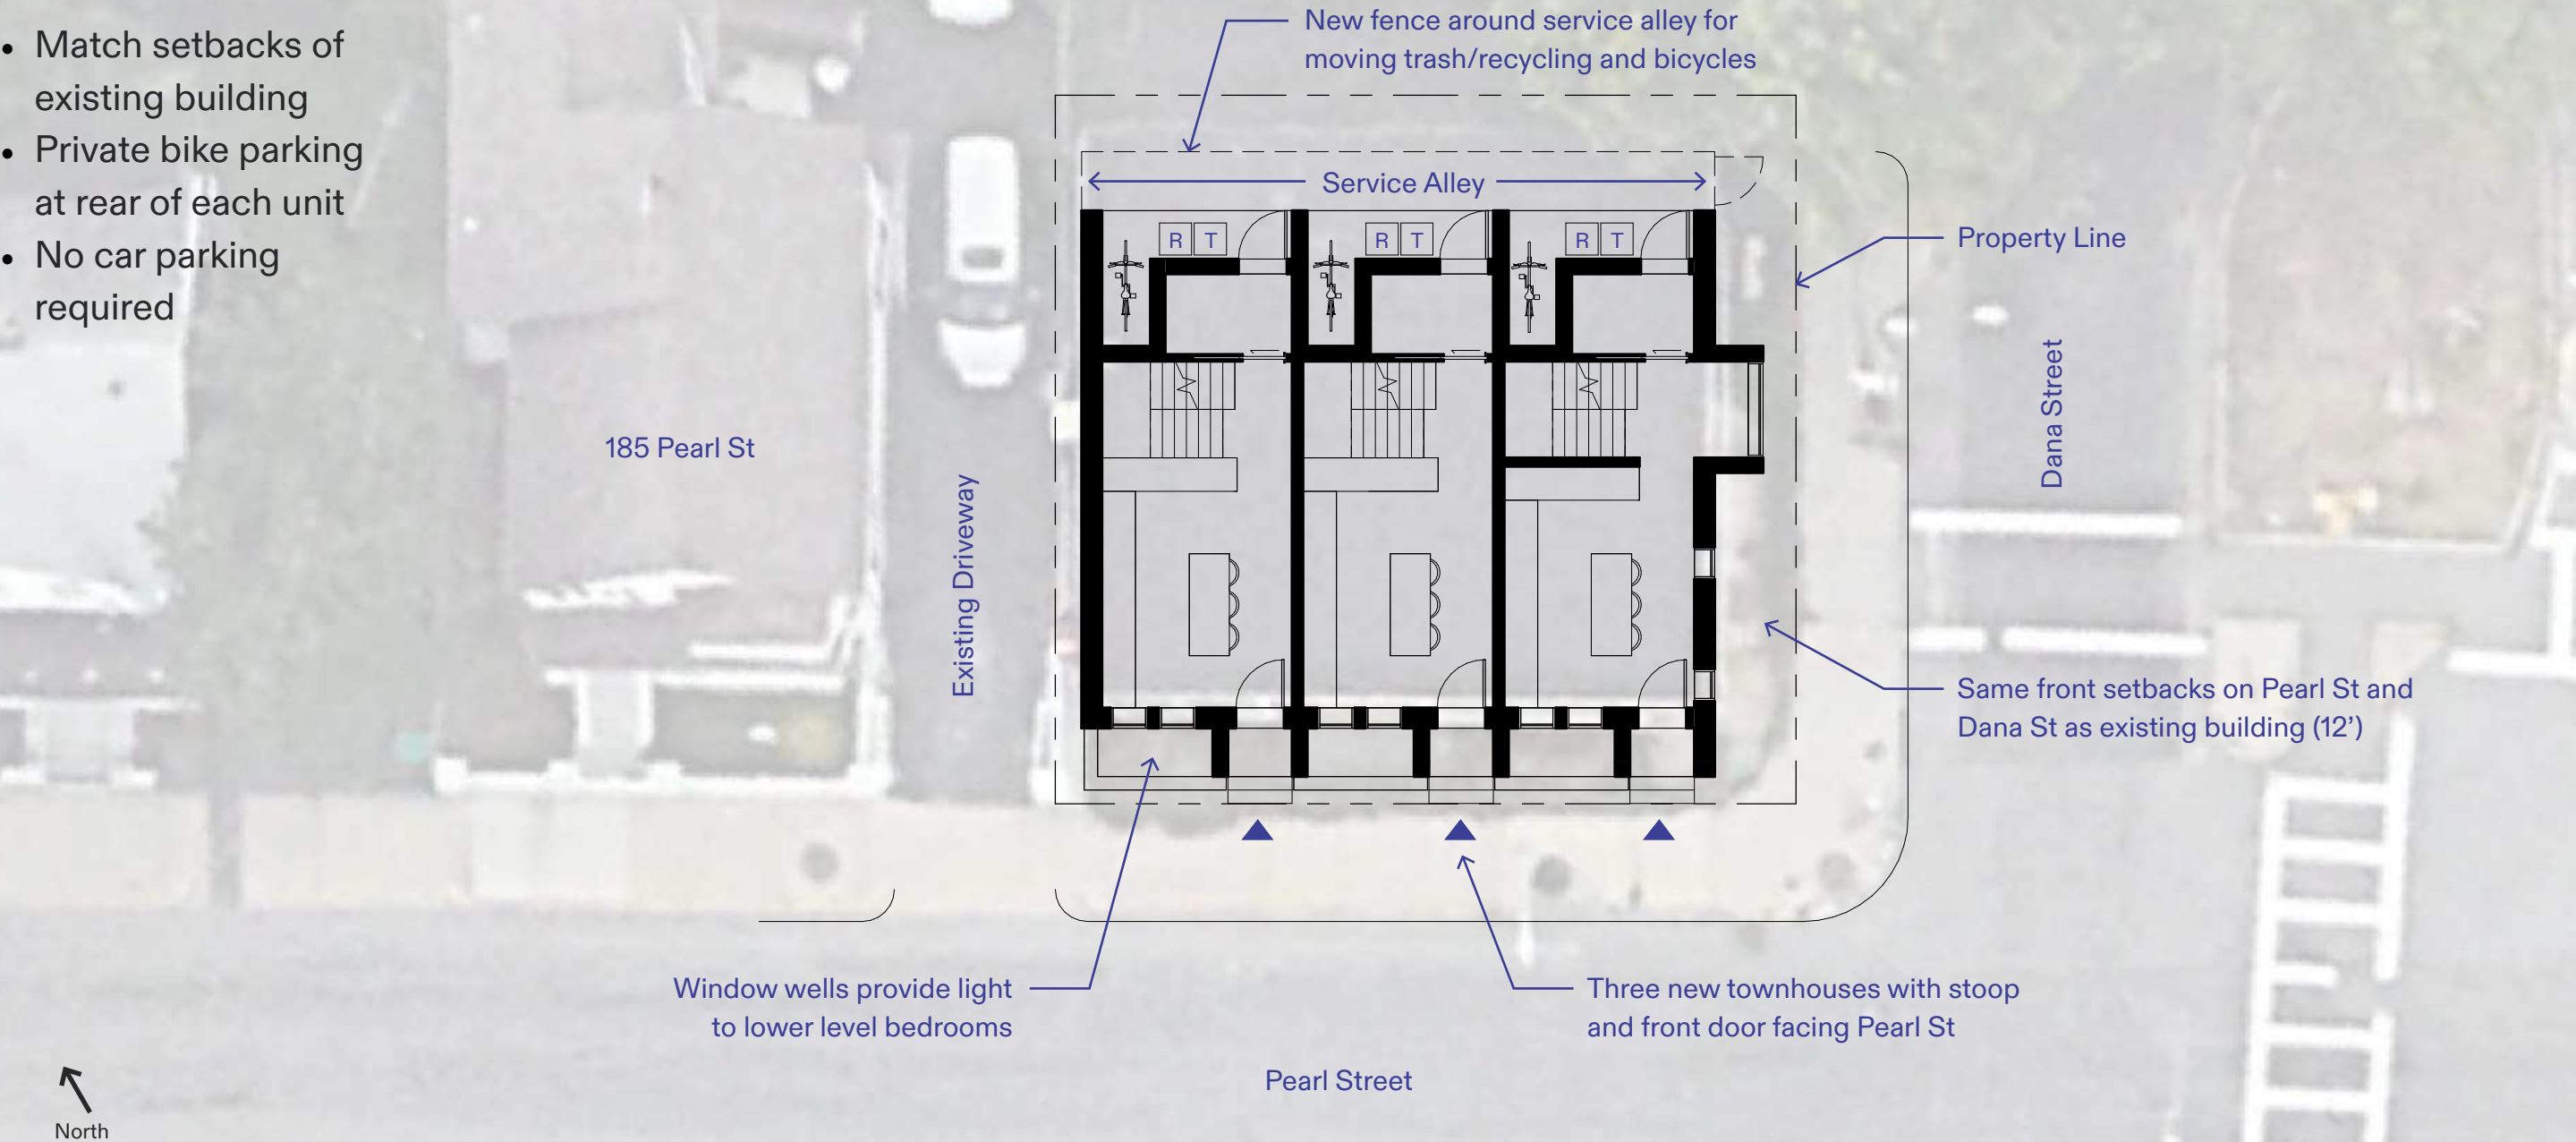 • Match setbacks of
existing building
• Private bike parking
at rear of each unit
• No car parking
required
New fence around service alley for
moving trash/recycling and bicycles
Service Alley
R T
R T
R T
Property Line
185 Pearl St
Existing Driveway
Dana Street
Same front setbacks on Pearl St and
Dana St as existing building (12’)
Window wells provide light
to lower level bedrooms
Three new townhouses with stoop
and front door facing Pearl St
Pearl Street
North